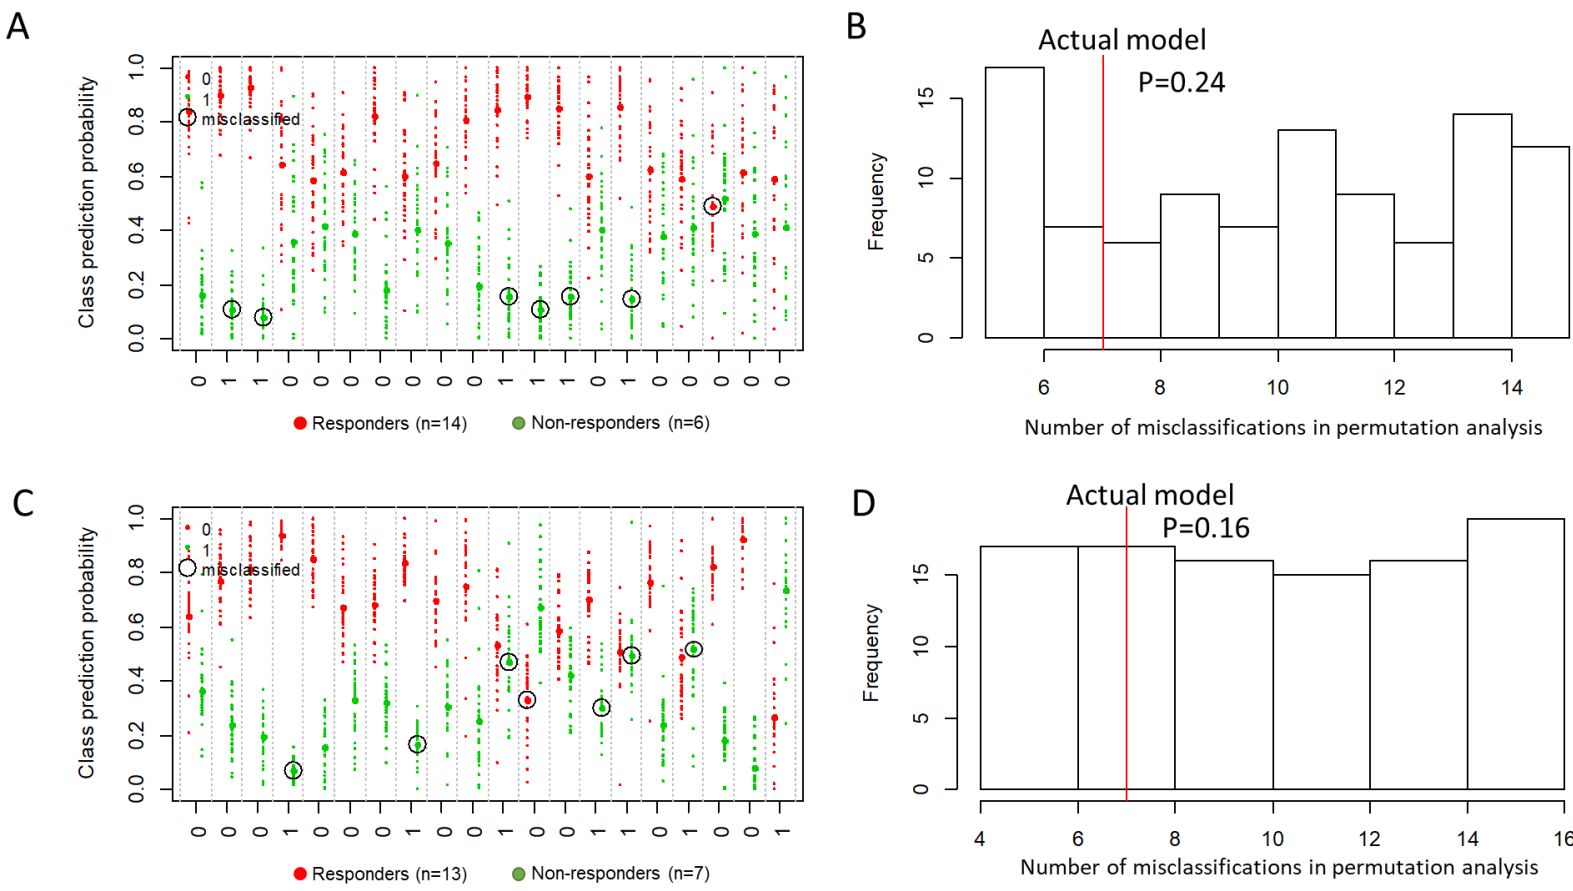 A
Class prediction probability
1.0
0.8
0.6
0.4
0.2
0.0
0
1
misclassified
0 1 1 0 0 0 0 0 0 0 1 1 1 0 1 0 0 0 0 0
Responders (n=14) Non-responders (n=6)
B
Actual model
P=0.24
Frequency
15
10
5
0
6 8 10 12 14
Number of misclassifications in permutation analysis
C
Class prediction probability
1.0
0.8
0.6
0.4
0.2
0.0
0
1
misclassified
0 0 0 1 0 0 0 1 0 0 1 0 0 1 1 0 1 0 0 1
Responders (n=13) Non-responders (n=7)
D
Actual model
P=0.16
Frequency
15
10
5
0
4 6 8 10 12 14 16
Number of misclassifications in permutation analysis